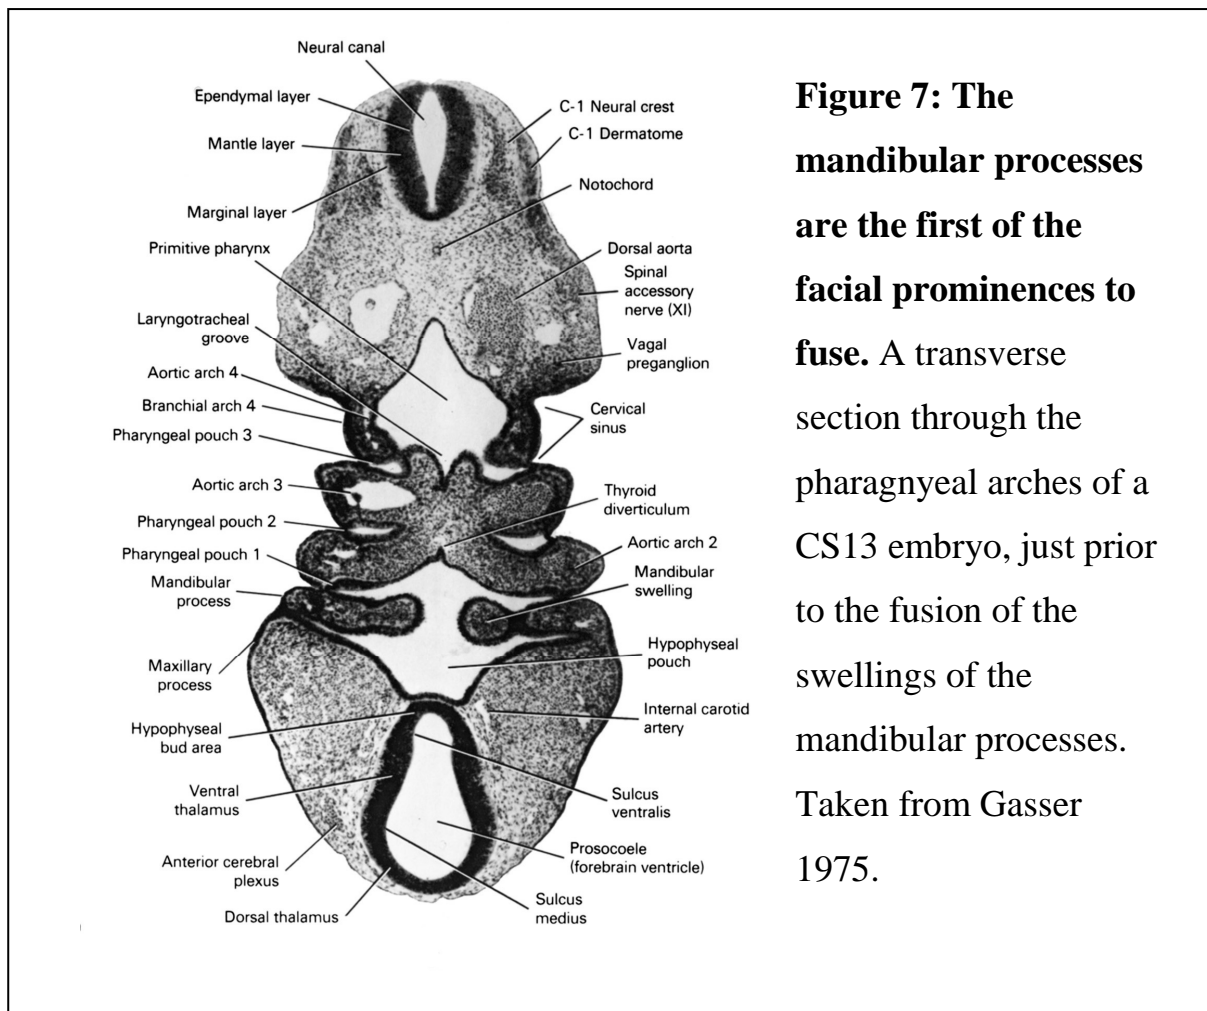 Neural canal
Ependymal layer
Mantle layer
Marginal layer
Primitive pharynx
Laryngotracheal
groove
Aortic arch 4
Branchial arch 4
Pharyngeal pouch 3
Aortic arch 3
Pharyngeal pouch 2
Pharyngeal pouch 1
Mandibular
process
Maxillary
process
Hypophyseal
bud area
Ventral
thalamus
Anterior cerebral
plexus
Dorsal thalamus
C-1 Neural crest
C-1 Dermatome
Notochord
Dorsal aorta
Spinal
accessory
nerve (XI)
Vagal
preganglion
Cervical
sinus
Thyroid
diverticulum
Aortic arch 2
Mandibular
swelling
Hypophyseal
pouch
Internal carotid
artery
Sulcus
ventralis
Prosocoele
(forebrain ventricle)
Sulcus
medius
Figure 7: The
mandibular processes
are the first of the
facial prominences to
fuse. A transverse
section through the
pharagnyeal arches of a
CS13 embryo, just prior
to the fusion of the
swellings of the
mandibular processes.
Taken from Gasser
1975.